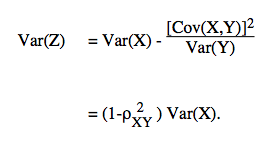 Var(Z) = Var(X) - [Cov(X,Y)]² / Var(Y)
= (1-ρ²XY ) Var(X).